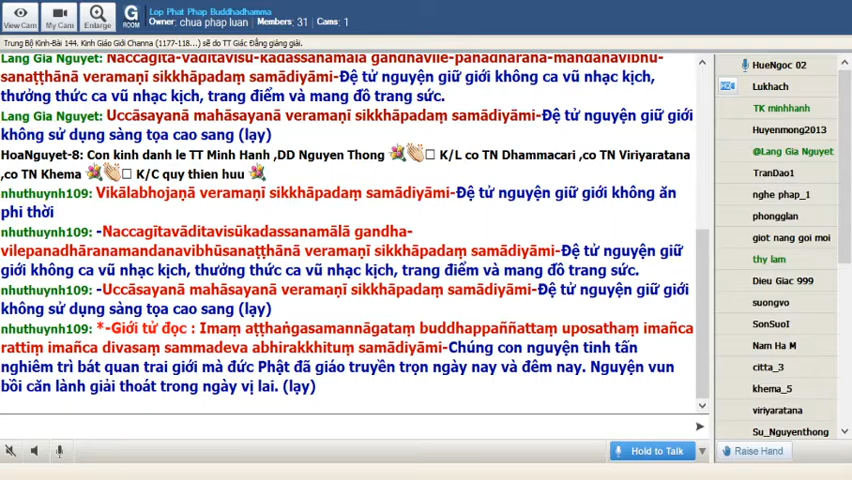 View Cam
My Cam
Enlarge
G
ROOM
Lop Phat Phap Buddhadhamma
Owner: chua phap luan
Members: 31
Cams: 1
Trung Bộ Kinh-Bài 144. Kinh Giáo Giới Channa (1177-118...) sẽ do TT Giác Đẳng giảng giải.
Lang Gia Nguyet: Naccagīta-vādītavisū-kadassanamālā gandhavile-panadhāraṇa-maṇdanavibhū-
sanaṭṭhānā veramaṇī sikkhāpadaṃ samādiyāmi-Đệ tử nguyện giữ giới không ca vũ nhạc kịch,
thưởng thức ca vũ nhạc kịch, trang điểm và mang đồ trang sức.
Lang Gia Nguyet: Uccāsayanā mahāsayanā veramaṇī sikkhāpadaṃ samādiyāmi-Đệ tử nguyện giữ giới
không sử dụng sàng tọa cao sang (lạy)
HoaNguyet-8: Con kinh danh le TT Minh Hanh ,DD Nguyen Thong K/L co TN Dhammacari ,co TN Viriyaratana
,co TN Khema K/C quy thien huu
nhuthuynh109: Vikālabhojaṇā veramaṇī sikkhāpadaṃ samādiyāmi-Đệ tử nguyện giữ giới không ăn
phi thời
nhuthuynh109: -Naccagītavāditavisūkadassanamālā gandha-
vilepanadhāranamandanavibhūsanaṭṭhānā veramaṇī sikkhāpadaṃ samādiyāmi-Đệ tử nguyện giữ
giới không ca vũ nhạc kịch, thưởng thức ca vũ nhạc kịch, trang điểm và mang đồ trang sức.
nhuthuynh109: -Uccāsayanā mahāsayanā veramaṇī sikkhāpadaṃ samādiyāmi-Đệ tử nguyện giữ giới
không sử dụng sàng tọa cao sang (lạy)
nhuthuynh109: *-Giới tử đọc : Imaṃ aṭṭhaṅgasamannāgataṃ buddhappaññattaṃ uposathaṃ imañca
rattiṃ imañca divasaṃ sammadeva abhirakkhituṃ samādiyāmi-Chúng con nguyện tinh tấn
nghiêm trì bát quan trai giới mà đức Phật đã giáo truyền trọn ngày nay và đêm nay. Nguyện vun
bồi căn lành giải thoát trong ngày vị lai. (lạy)
Hold to Talk
Raise Hand
HueNgoc 02
Lukhach
TK minhhanh
Huyenmong2013
@Lang Gia Nguyet
TranDao1
nghe phap_1
phongglan
giot nang goi moi
thy lam
Dieu Giac 999
suongvo
SonSuoI
Nam Ha M
citta_3
khema_5
viriyaratana
Su_Nguyenthong